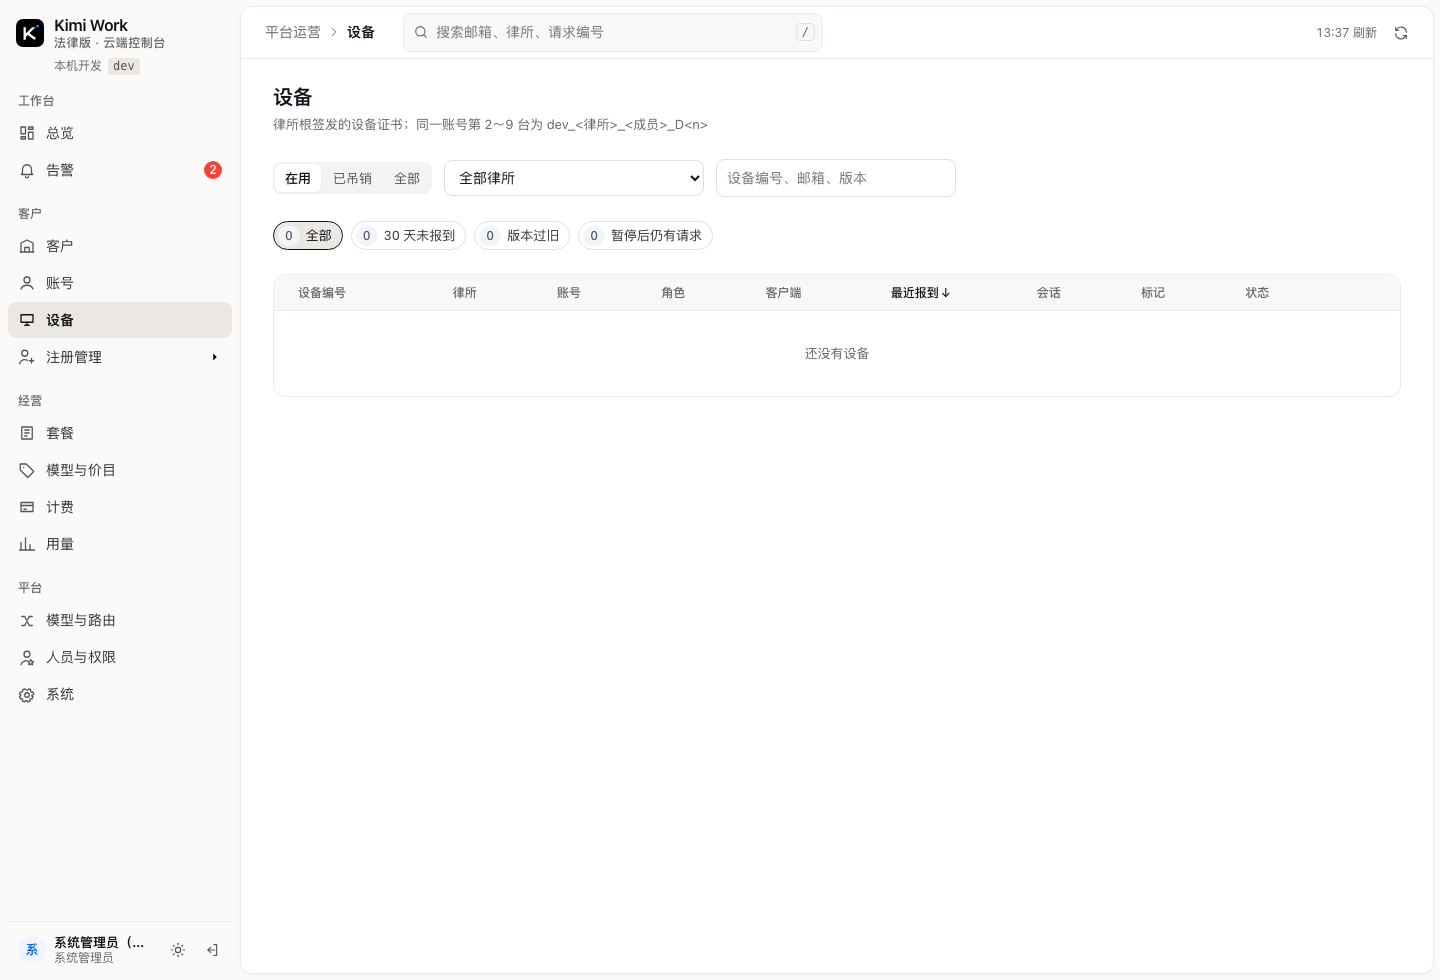 Kimi Work
法律版 · 云端控制台
本机开发 dev
工作台
总览
告警 2
客户
客户
账号
设备
注册管理
经营
套餐
模型与价目
计费
用量
平台
模型与路由
人员与权限
系统
系 系统管理员（...
系统管理员
平台运营 > 设备
搜索邮箱、律所、请求编号 /
13:37 刷新
设备
律所根签发的设备证书；同一账号第 2～9 台为 dev_<律所>_<成员>_D<n>
在用 已吊销 全部
全部律所
设备编号、邮箱、版本
0 全部 0 30 天未报到 0 版本过旧 0 暂停后仍有请求
设备编号 律所 账号 角色 客户端 最近报到↓ 会话 标记 状态
还没有设备